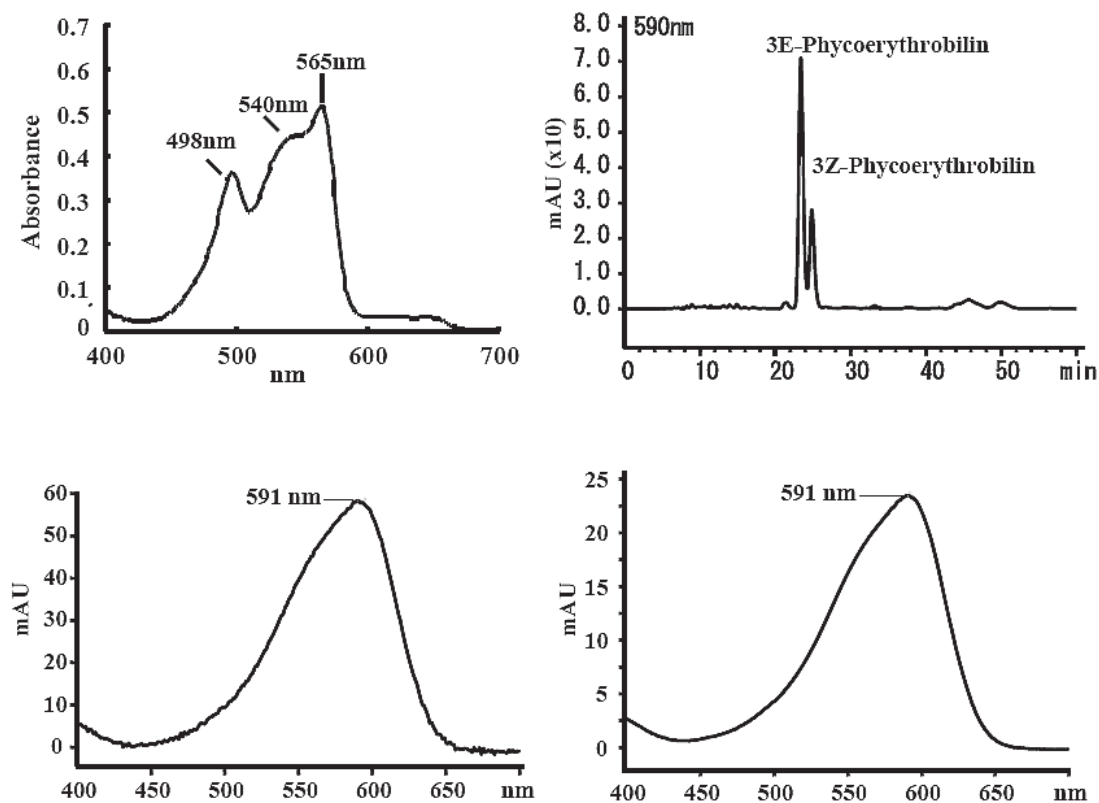 0.7
0.6
0.5
0.4
0.3
0.2
0.1
0
Absorbance
498nm
540nm
565nm
400 500 600 700
nm
8.0
7.0
6.0
5.0
4.0
3.0
2.0
1.0
0.0
mAU (x10)
590nm
3E-Phycoerythrobilin
3Z-Phycoerythrobilin
0 10 20 30 40 50 min
60
50
40
30
20
10
0
mAU
591 nm
400 450 500 550 600 650 nm
25
20
15
10
5
0
mAU
591 nm
400 450 500 550 600 650 nm